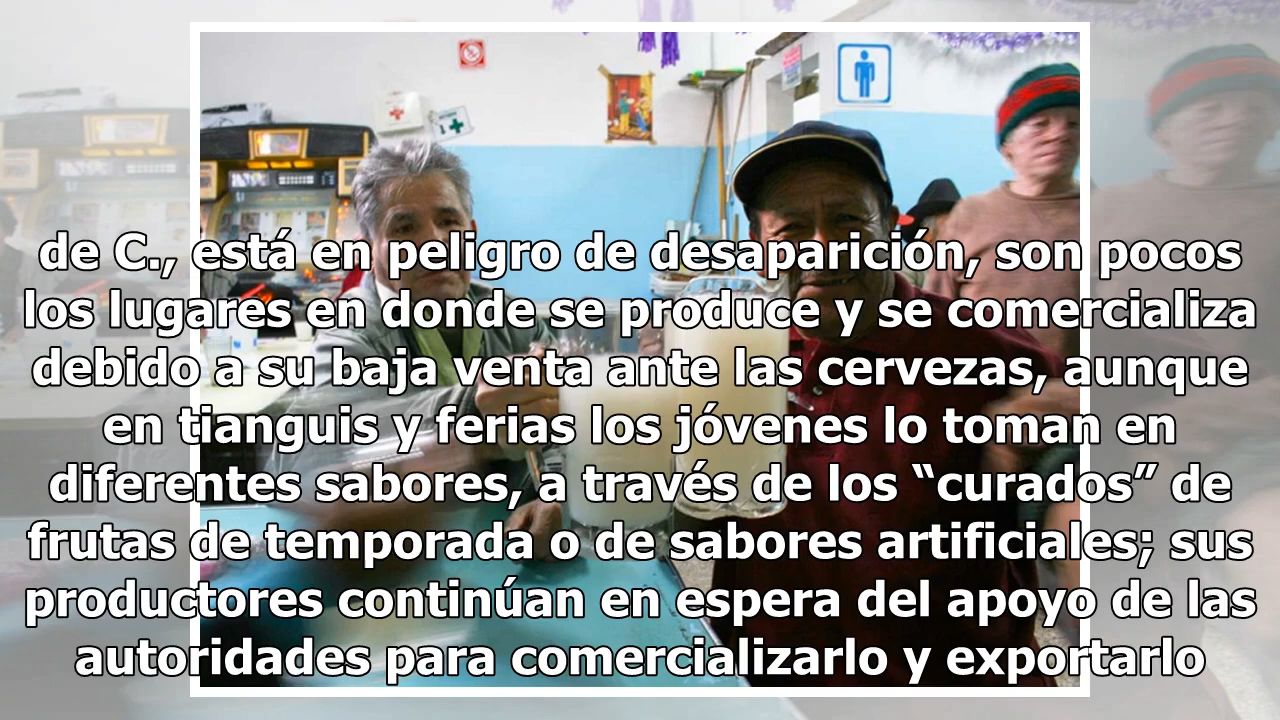 de C., está en peligro de desaparición, son pocos
los lugares en donde se produce y se comercializa
debido a su baja venta ante las cervezas, aunque
en tianguis y ferias los jóvenes lo toman en
diferentes sabores, a través de los “curados” de
frutas de temporada o de sabores artificiales; sus
productores continúan en espera del apoyo de las
autoridades para comercializarlo y exportarlo